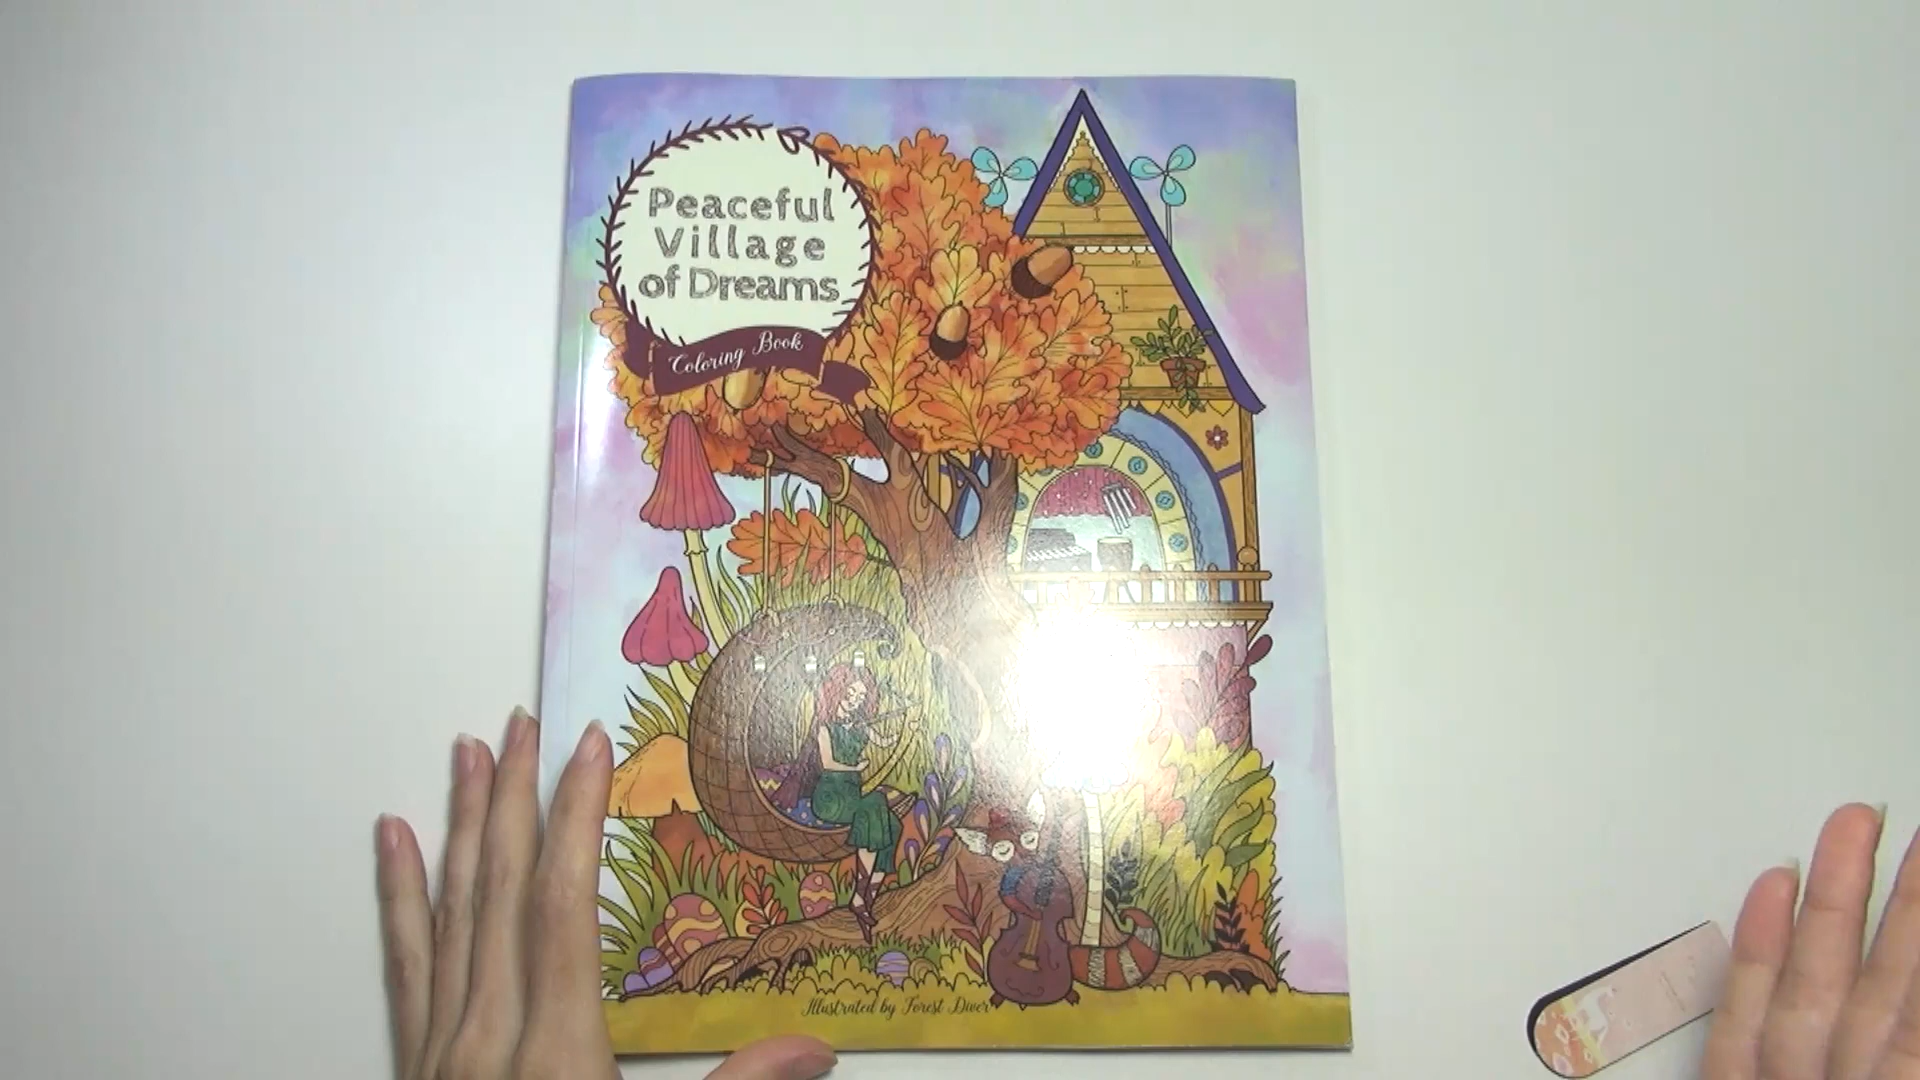 Peaceful
Village
of Dreams
Coloring Book
Illustrated by Forest Diver